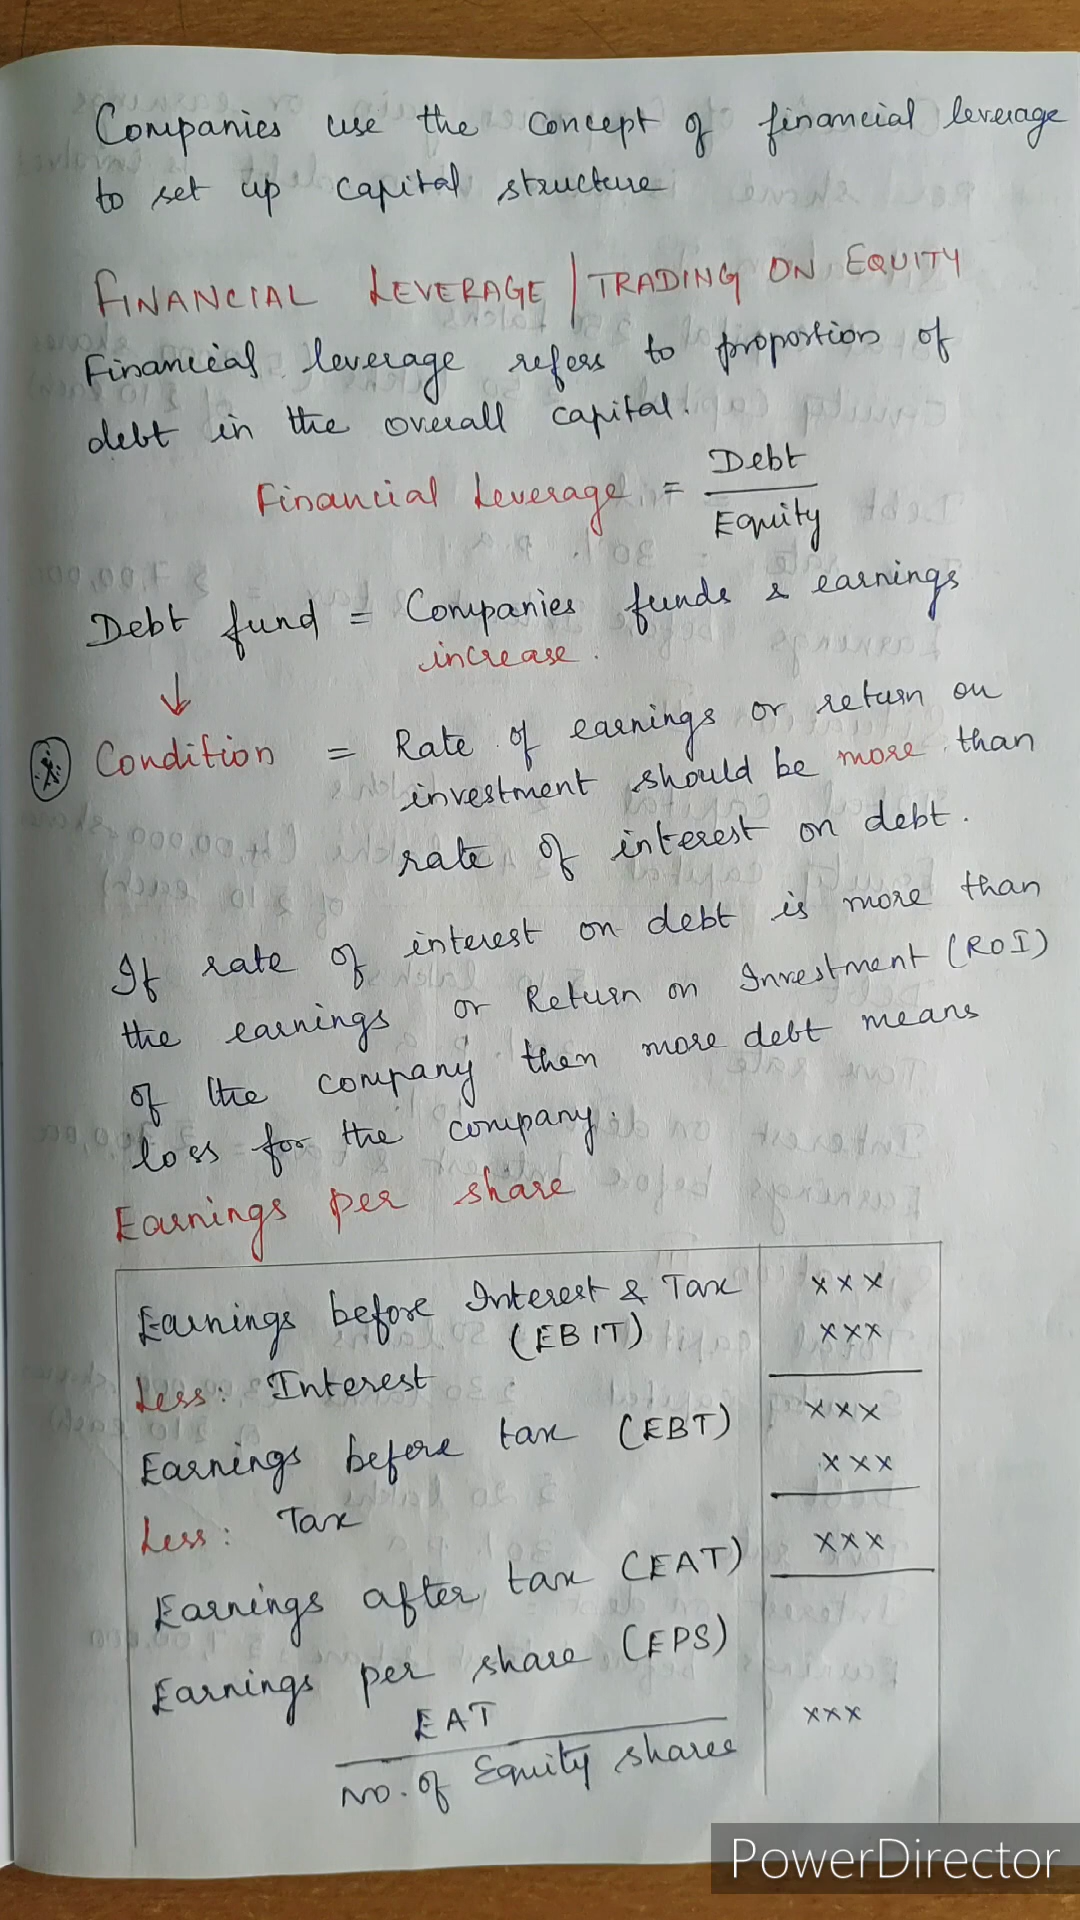 Companies use the concept of financial leverage
to set up capital structure
FINANCIAL LEVERAGE / TRADING ON EQUITY
Financial leverage refers to proportion of
debt in the overall capital.
Financial Leverage = Debt
Equity
Debt fund = Companies funds & earnings
increase.
↓
Condition = Rate of earnings or return on
investment should be more than
rate of interest on debt.
If rate of interest on debt is more than
the earnings or Return on Investment (ROI)
of the company then more debt means
loss for the company.
Earnings per share
Earnings before Interest & Tax xxx
(EBIT)
Less: Interest xxx
Earnings before tax (EBT) xxx
Less: Tax xxx
Earnings after tax (EAT) xxx
Earnings per share (EPS)
EAT xxx
No. of Equity shares
PowerDirector